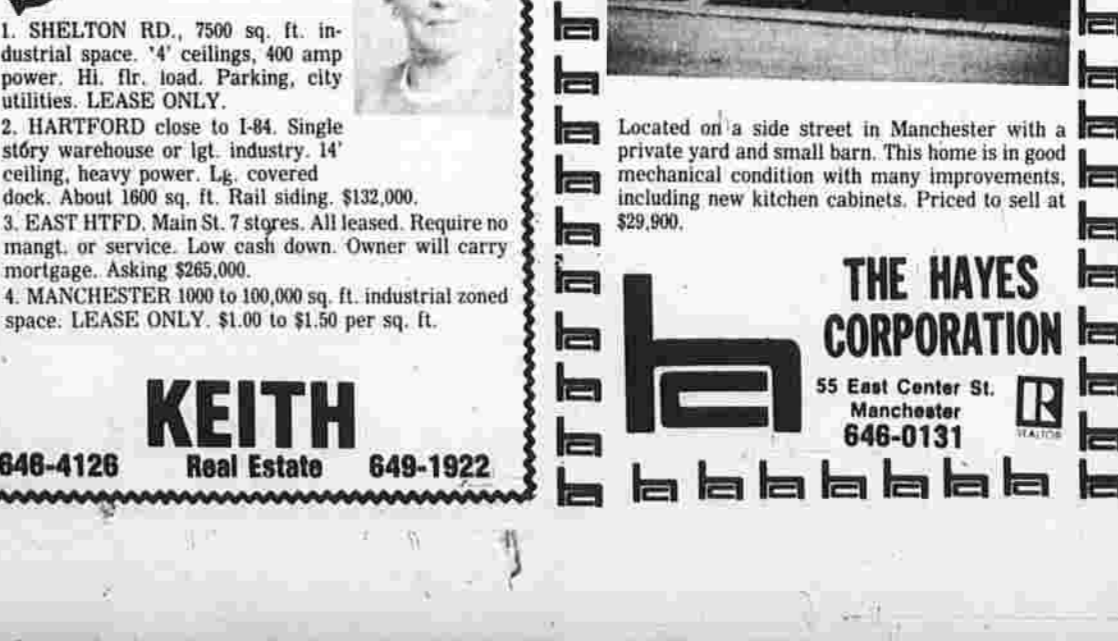 1. SHELTON RD., 7500 sq. ft. in-
dustrial space. '4' ceilings, 400 amp
power. Hi. flr. load. Parking, city
utilities. LEASE ONLY.
2. HARTFORD close to I-84. Single
story warehouse or lgt. industry. 14'
ceiling, heavy power. Lg. covered
dock. About 1600 sq. ft. Rail siding. $132,000.
3. EAST HTFD. Main St. 7 stores. All leased. Require no
mangt. or service. Low cash down. Owner will carry
mortgage. Asking $265,000.
4. MANCHESTER 1000 to 100,000 sq. ft. industrial zoned
space. LEASE ONLY. $1.00 to $1.50 per sq. ft.
KEITH
646-4126 Real Estate 649-1922
Located on a side street in Manchester with a
private yard and small barn. This home is in good
mechanical condition with many improvements,
including new kitchen cabinets. Priced to sell at
$29,900.
THE HAYES
CORPORATION
55 East Center St.
Manchester
646-0131
REALTOR